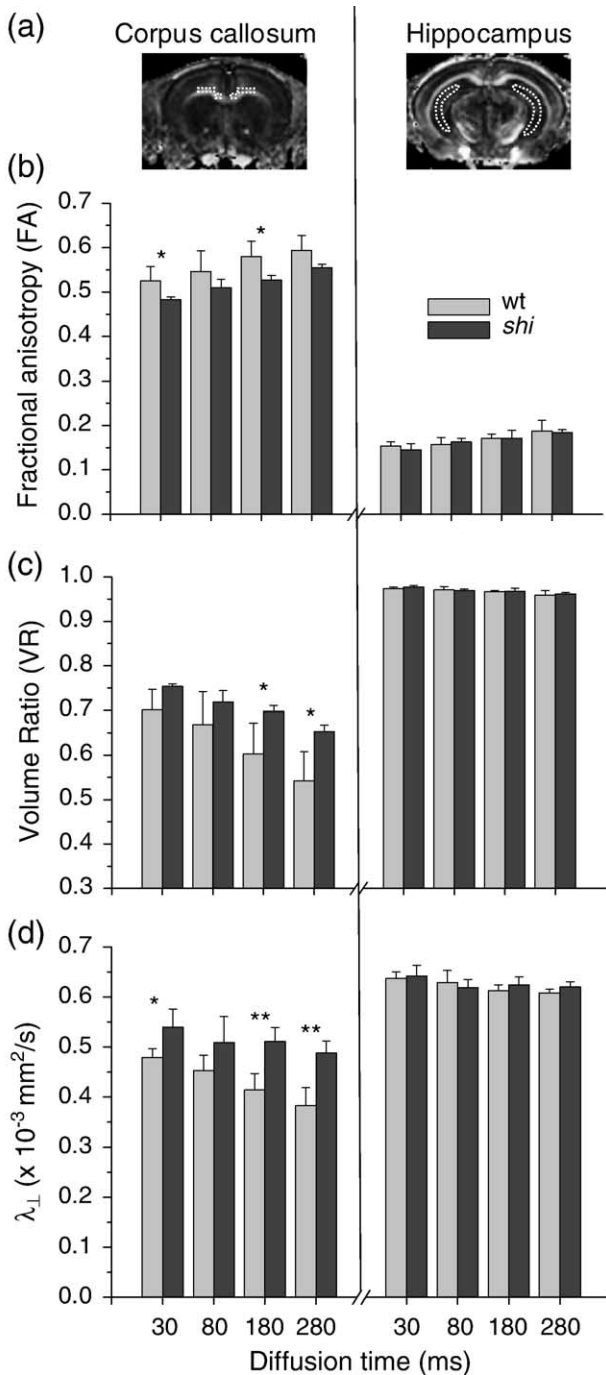 (a) Corpus callosum Hippocampus
(b)
Fractional anisotropy (FA)
0.7
0.6
0.5
0.4
0.3
0.2
0.1
0.0
* *
wt
shi
(c)
Volume Ratio (VR)
1.0
0.9
0.8
0.7
0.6
0.5
0.4
0.3
* *
(d)
λ⊥ (x 10⁻³ mm²/s)
0.7
0.6
0.5
0.4
0.3
0.2
0.1
0.0
* ** **
30 80 180 280 30 80 180 280
Diffusion time (ms)